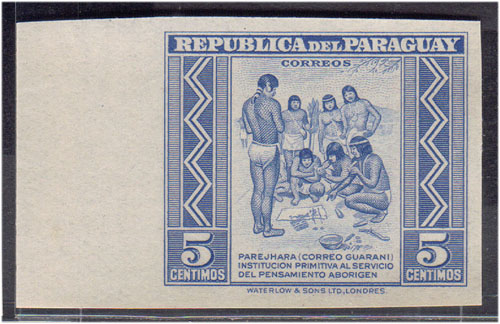 REPUBLICA DEL PARAGUAY
CORREOS
5
CENTIMOS
PAREJHARA (CORREO GUARANI)
INSTITUCION PRIMITIVA AL SERVICIO
DEL PENSAMIENTO ABORIGEN
5
CENTIMOS
WATERLOW & SONS LTD., LONDRES.